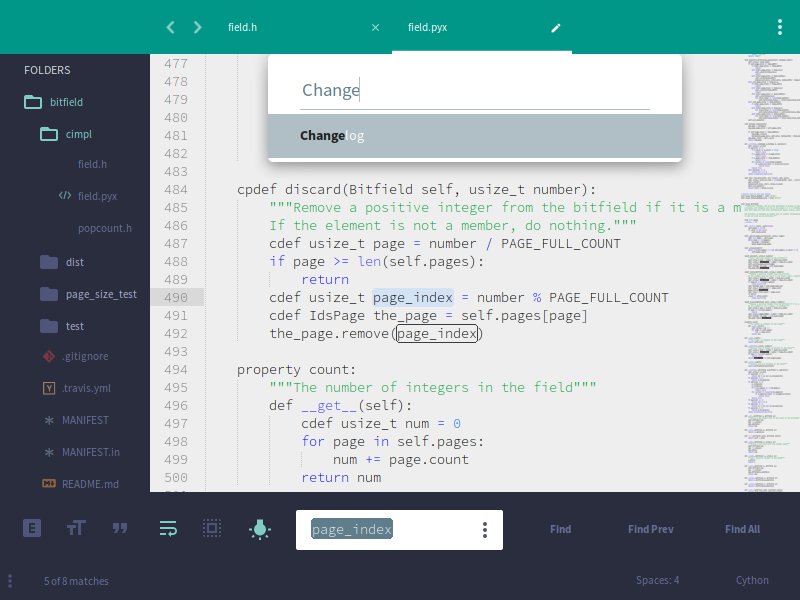 field.h
field.pyx
FOLDERS
bitfield
cimpl
field.h
field.pyx
popcount.h
dist
page_size_test
test
.gitignore
.travis.yml
MANIFEST
MANIFEST.in
README.md
Change
Changelog
477
478
479
480
481
482
483
484 cpdef discard(Bitfield self, usize_t number):
485 """Remove a positive integer from the bitfield if it is a m
486 If the element is not a member, do nothing."""
487 cdef usize_t page = number / PAGE_FULL_COUNT
488 if page >= len(self.pages):
489 return
490 cdef usize_t page_index = number % PAGE_FULL_COUNT
491 cdef IdsPage the_page = self.pages[page]
492 the_page.remove(page_index)
493
494 property count:
495 """The number of integers in the field"""
496 def __get__(self):
497 cdef usize_t num = 0
498 for page in self.pages:
499 num += page.count
500 return num
page_index
Find
Find Prev
Find All
5 of 8 matches
Spaces: 4
Cython